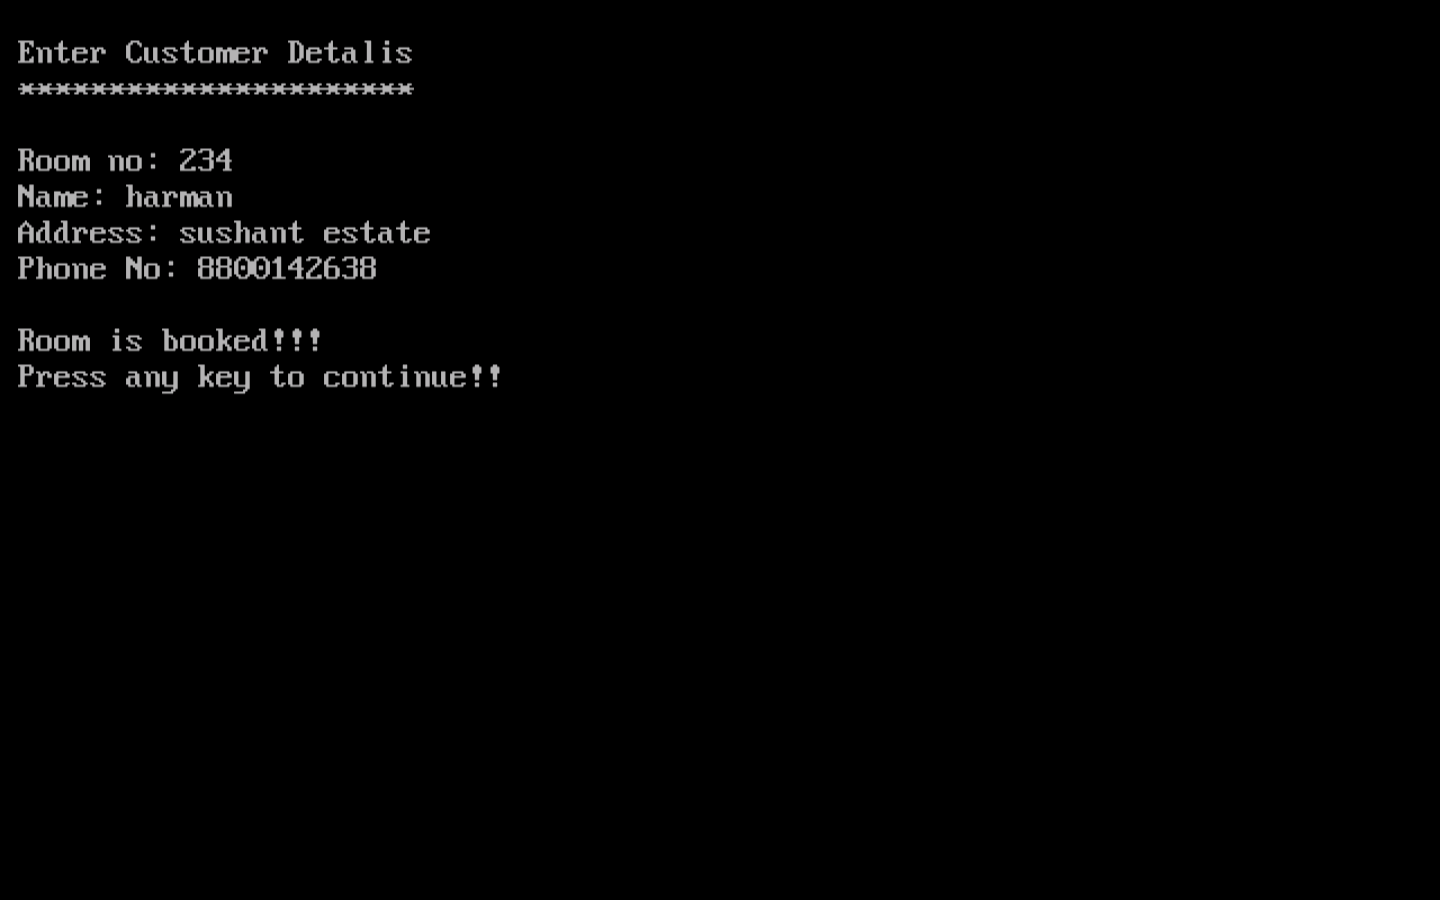 Enter Customer Detalis
**********************
Room no: 234
Name: harman
Address: sushant estate
Phone No: 8800142638
Room is booked!!!
Press any key to continue!!